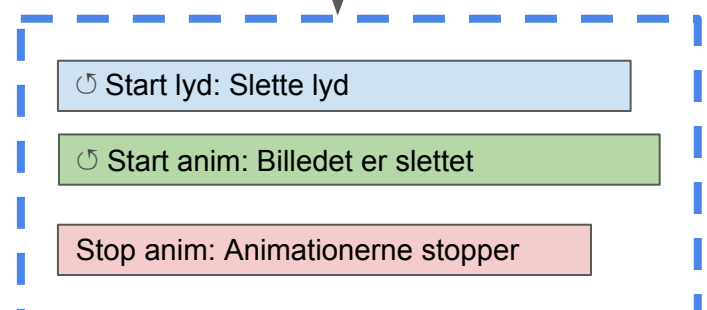 ↺ Start lyd: Slette lyd
↺ Start anim: Billedet er slettet
Stop anim: Animationerne stopper